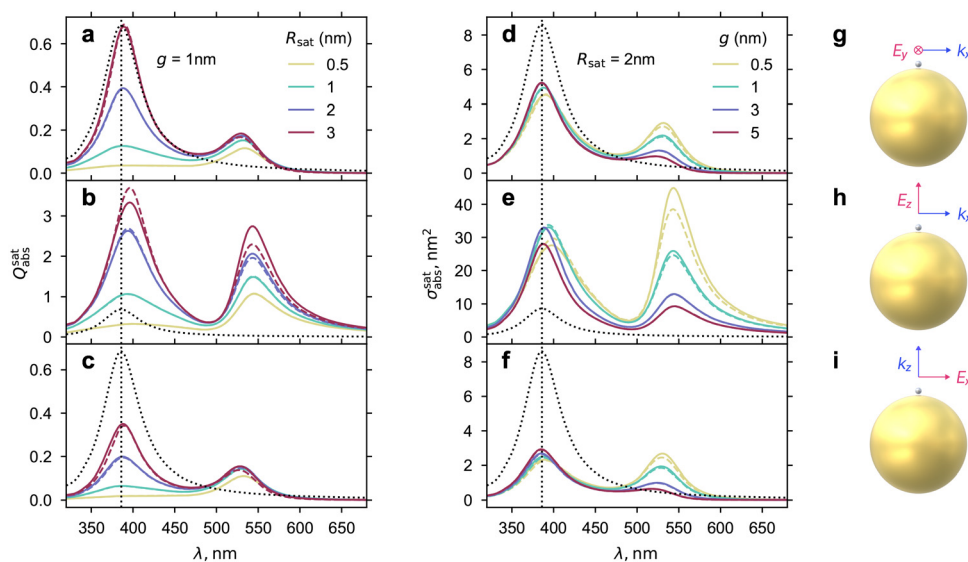 a
g = 1nm
R_sat (nm)
0.5
1
2
3
0.6
0.4
0.2
0.0
b
3
2
1
0
Q_abs^sat
c
0.6
0.4
0.2
0.0
350 400 450 500 550 600 650
λ, nm
d
R_sat = 2nm
g (nm)
0.5
1
3
5
8
6
4
2
0
e
40
30
20
10
0
σ_abs^sat, nm²
f
8
6
4
2
0
350 400 450 500 550 600 650
λ, nm
g
E_y
h
E_z
i
k_z